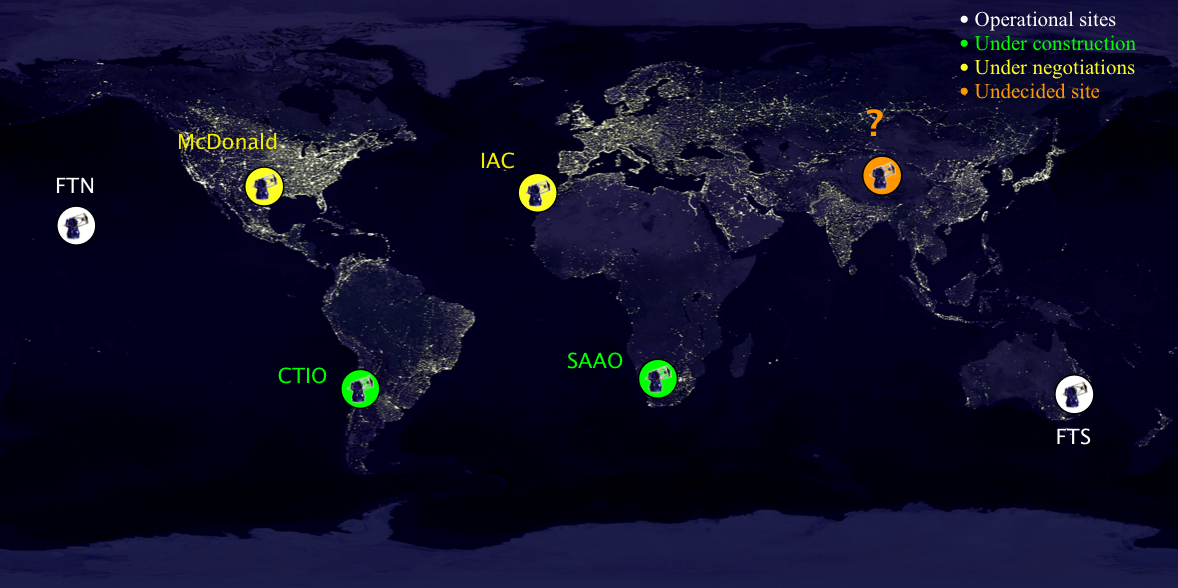 • Operational sites
• Under construction
• Under negotiations
• Undecided site
?
McDonald
IAC
FTN
SAAO
CTIO
FTS